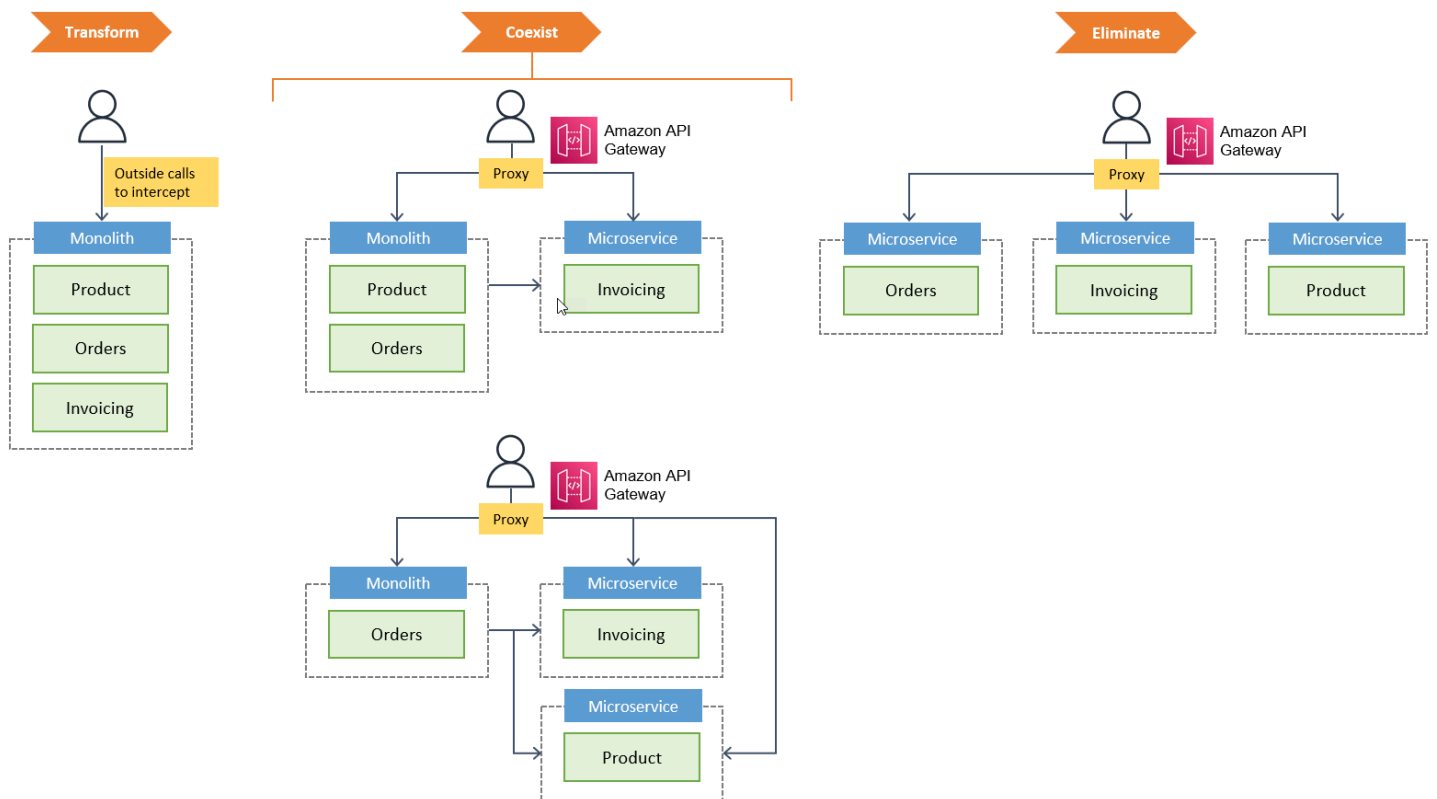 Transform
Coexist
Eliminate
Outside calls
to intercept
Monolith
Product
Orders
Invoicing
Amazon API
Gateway
Proxy
Monolith
Product
Orders
Microservice
Invoicing
Amazon API
Gateway
Proxy
Monolith
Orders
Microservice
Invoicing
Microservice
Product
Amazon API
Gateway
Proxy
Microservice
Orders
Microservice
Invoicing
Microservice
Product